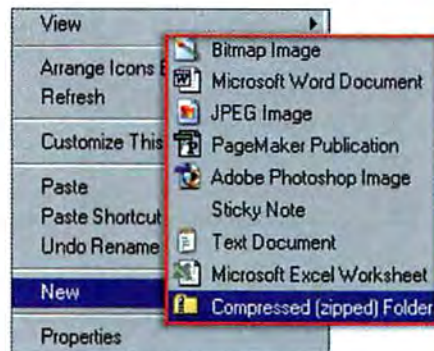 View
Arrange Icons
Refresh
Customize This
Paste
Paste Shortcut
Undo Rename
New
Properties
Bitmap Image
Microsoft Word Document
JPEG Image
PageMaker Publication
Adobe Photoshop Image
Sticky Note
Text Document
Microsoft Excel Worksheet
Compressed (zipped) Folder